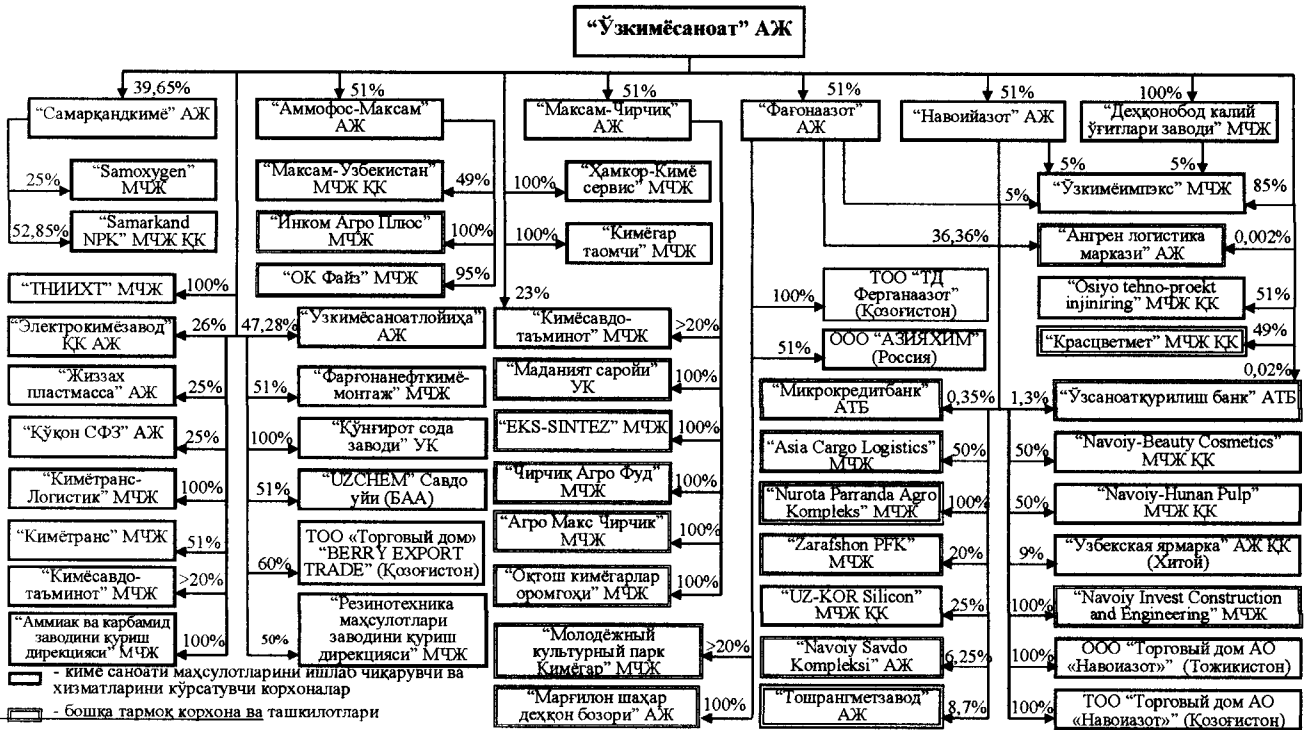 “Ўзкимёсаноат” АЖ
39,65%
51%
51%
51%
51%
100%
“Самарқандкимё” АЖ
“Аммофос-Максам”
АЖ
“Максам-Чирчиқ”
АЖ
“Фағонаазот”
АЖ
“Навоийазот” АЖ
“Деҳқонобод калий
ўғитлари заводи” МЧЖ
25%
“Samoxygen”
МЧЖ
52,85%
“Samarkand
NPK” МЧЖ ҚК
“Максам-Узбекистан”
МЧЖ ҚК
49%
“Инком Агро Плюс”
МЧЖ
100%
“ОК Файз” МЧЖ
95%
100%
“Ҳамкор-Кимё
сервис” МЧЖ
100%
“Кимёгар
таомчи” МЧЖ
5%
5%
5%
“Ўзкимёимпэкс” МЧЖ
85%
36,36%
“Ангрен логистика
маркази” АЖ
0,002%
“Osiyo tehno-proekt
injiniring” МЧЖ ҚК
51%
“Красцветмет” МЧЖ ҚК
49%
0,02%
“ТНИИХТ” МЧЖ
100%
“Электрокимёзавод”
ҚК АЖ
26%
“Жиззах
пластмасса” АЖ
25%
“Қўқон СФЗ” АЖ
25%
“Кимётранс-
Логистик” МЧЖ
100%
“Кимётранс” МЧЖ
51%
“Кимёсавдо-
таъминот” МЧЖ
>20%
“Аммиак ва карбамид
заводини қуриш
дирекцияси” МЧЖ
100%
47,28%
“Узкимёсаноатлойиҳа”
АЖ
51%
“Фарғонанефткимё-
монтаж” МЧЖ
100%
“Қўнғирот сода
заводи” УК
51%
“UZCHEM” Савдо
уйи (БАА)
60%
ТОО «Торговый дом»
“BERRY EXPORT
TRADE” (Қозоғистон)
50%
“Резинотехника
маҳсулотлари
заводини қуриш
дирекцияси” МЧЖ
23%
“Кимёсавдо-
таъминот” МЧЖ
>20%
“Маданият саройи”
УК
100%
“EKS-SINTEZ” МЧЖ
100%
“Чирчиқ Агро Фуд”
МЧЖ
100%
“Агро Макс Чирчик”
МЧЖ
100%
“Оқтош кимёгарлар
оромгоҳи” МЧЖ
100%
“Молодёжный
культурный парк
Кимёгар” МЧЖ
>20%
“Марғилон шаҳар
деҳқон бозори” АЖ
100%
100%
ТОО “ТД
Ферганаазот”
(Қозоғистон)
51%
ООО “АЗИЯХИМ”
(Россия)
“Микрокредитбанк”
АТБ
0,35%
“Asia Cargo Logistics”
МЧЖ
50%
“Nurota Parranda Agro
Kompleks” МЧЖ
100%
“Zarafshon PFK”
МЧЖ
20%
“UZ-KOR Silicon”
МЧЖ ҚК
25%
“Navoiy Savdo
Kompleksi” АЖ
6,25%
“Тошрангметзавод”
АЖ
8,7%
1,3%
“Ўзсаноатқурилиш банк” АТБ
50%
“Navoiy-Beauty Cosmetics”
МЧЖ ҚК
50%
“Navoiy-Hunan Pulp”
МЧЖ ҚК
9%
“Узбекская ярмарка” АЖ ҚК
(Хитой)
100%
“Navoiy Invest Construction
and Engineering” МЧЖ
100%
ООО “Торговый дом АО
«Навоиазот»” (Тожикистон)
100%
ТОО “Торговый дом АО
«Навоиазот»” (Қозоғистон)
- кимё саноати маҳсулотларини ишлаб чиқарувчи ва
хизматларини кўрсатувчи корхоналар
- бошқа тармоқ корхона ва ташкилотлари